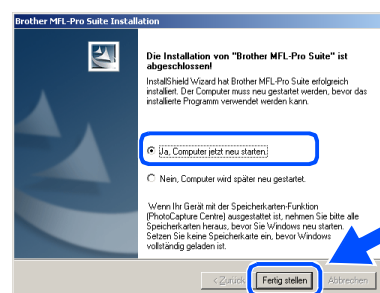 Brother MFL-Pro Suite Installation
Die Installation von "Brother MFL-Pro Suite" ist
abgeschlossen!
InstallShield Wizard hat Brother MFL-Pro Suite erfolgreich
installiert. Der Computer muss neu gestartet werden, bevor das
installierte Programm verwendet werden kann.
Ja, Computer jetzt neu starten.
Nein, Computer wird später neu gestartet.
Wenn Ihr Gerät mit der Speicherkarten-Funktion
(PhotoCapture Centre) ausgestattet ist, nehmen Sie bitte alle
Speicherkarten heraus, bevor Sie Windows neu starten.
Setzen Sie keine Speicherkarte ein, bevor Windows
vollständig geladen ist.
< Zurück Fertig stellen Abbrechen